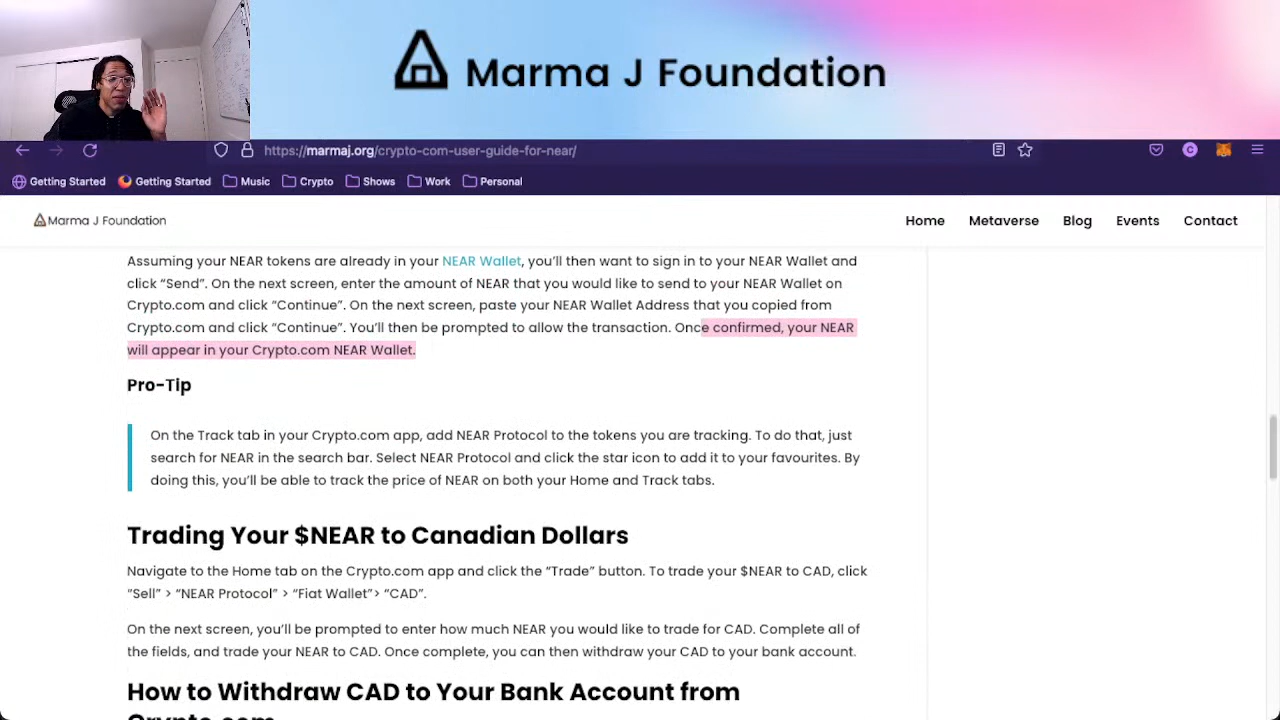 Marma J Foundation
https://marmaj.org/crypto-com-user-guide-for-near/
Getting Started Getting Started Music Crypto Shows Work Personal
Marma J Foundation Home Metaverse Blog Events Contact
Assuming your NEAR tokens are already in your NEAR Wallet, you’ll then want to sign in to your NEAR Wallet and
click “Send”. On the next screen, enter the amount of NEAR that you would like to send to your NEAR Wallet on
Crypto.com and click “Continue”. On the next screen, paste your NEAR Wallet Address that you copied from
Crypto.com and click “Continue”. You’ll then be prompted to allow the transaction. Once confirmed, your NEAR
will appear in your Crypto.com NEAR Wallet.
Pro-Tip
On the Track tab in your Crypto.com app, add NEAR Protocol to the tokens you are tracking. To do that, just
search for NEAR in the search bar. Select NEAR Protocol and click the star icon to add it to your favourites. By
doing this, you’ll be able to track the price of NEAR on both your Home and Track tabs.
Trading Your $NEAR to Canadian Dollars
Navigate to the Home tab on the Crypto.com app and click the “Trade” button. To trade your $NEAR to CAD, click
“Sell” > “NEAR Protocol” > “Fiat Wallet”> “CAD”.
On the next screen, you’ll be prompted to enter how much NEAR you would like to trade for CAD. Complete all of
the fields, and trade your NEAR to CAD. Once complete, you can then withdraw your CAD to your bank account.
How to Withdraw CAD to Your Bank Account from
Crypto.com